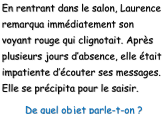 En rentrant dans le salon, Laurence
remarqua immédiatement son
voyant rouge qui clignotait. Après
plusieurs jours d'absence, elle était
impatiente d'écouter ses messages.
Elle se précipita pour le saisir.
De quel objet parle-t-on ?